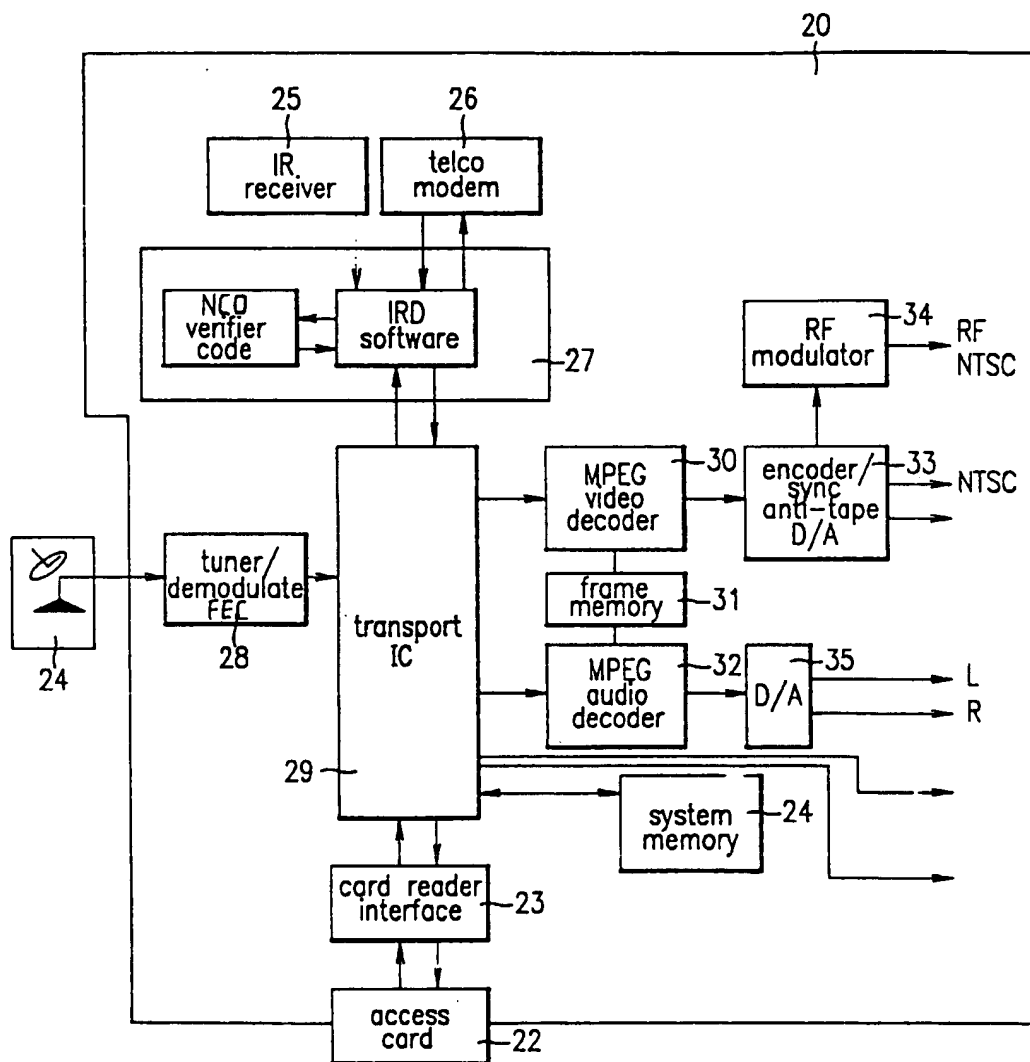 20
25
26
IR.
receiver
telco
modem
NCO
verifier
code
IRD
software
27
RF
modulator
34
RF
NTSC
MPEG
video
decoder
30
encoder/
sync
anti-tape
D/A
33
NTSC
tuner/
demodulate
FEC
28
24
transport
IC
29
frame
memory
31
MPEG
audio
decoder
32
35
D/A
L
R
system
memory
24
card reader
interface
23
access
card
22